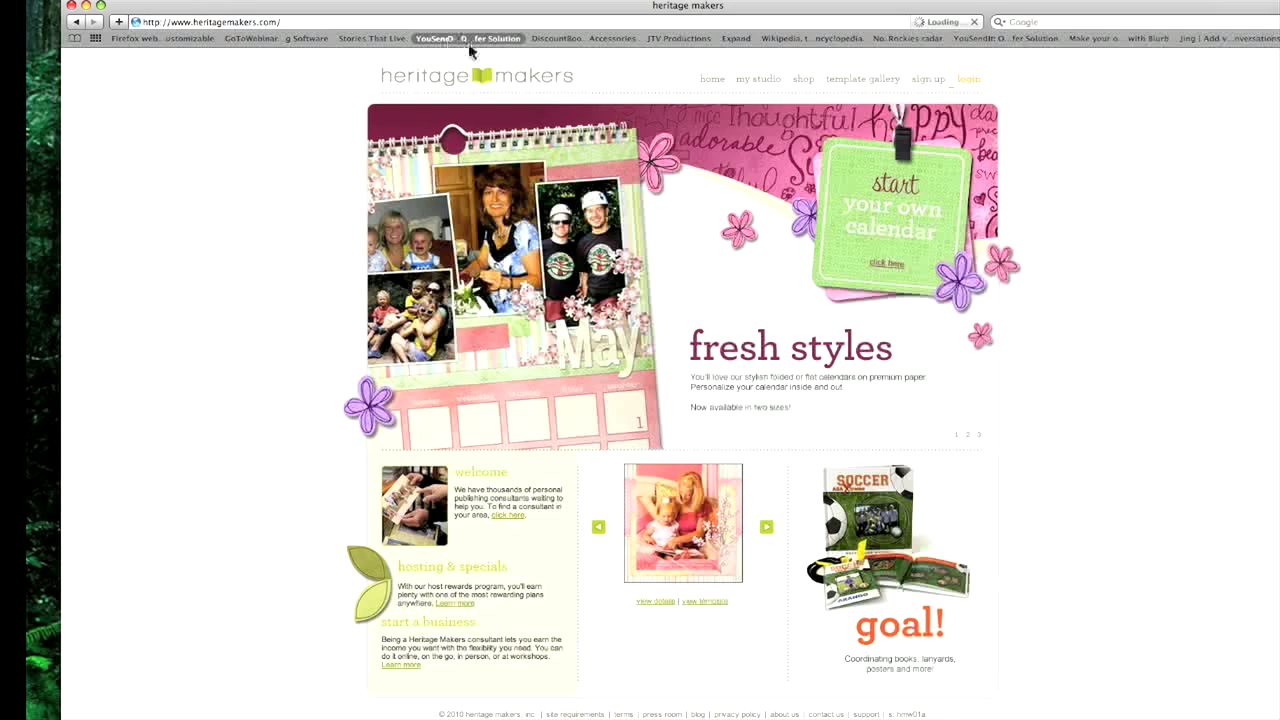 heritage makers
http://www.heritagemakers.com/
Loading
Google
Firefox web...ustomizable GoToWebinar g Software Stories That Live YouSendIt fer Solution DiscountBoo Accessories JTV Productions Expand Wikipedia, t...ncyclopedia No. Rockies radar YouSendIt: O...fer Solution Make your o with Blurb Jing | Add v nversations
heritage makers
home my studio shop template gallery sign up login
nice Thoughtful happy
adorable
start
your own
calendar
click here
May
1
fresh styles
You'll love our stylish folded or flat calendars on premium paper.
Personalize your calendar inside and out
Now available in two sizes!
1 2 3
welcome
We have thousands of personal
publishing consultants waiting to
help you. To find a consultant in
your area, click here.
hosting & specials
With our host rewards program, you'll earn
plenty with one of the most rewarding plans
anywhere. Learn more
start a business
Being a Heritage Makers consultant lets you earn the
income you want with the flexibility you need. You can
do it online, on the go, in person, or at workshops.
Learn more
view details | view template
SOCCER
goal!
Coordinating books, lanyards,
posters and more!
© 2010 heritage makers, inc | site requirements | terms | press room | blog | privacy policy | about us | contact us | support | s: hmw01a